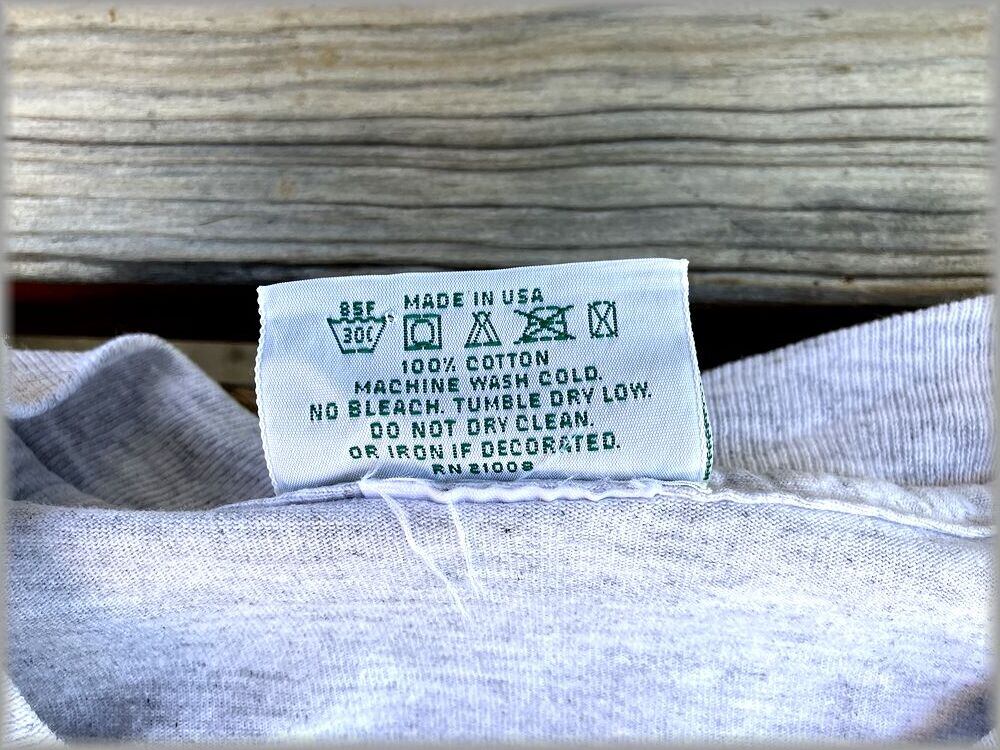 MADE IN USA
85F
30C
100% COTTON
MACHINE WASH COLD.
NO BLEACH. TUMBLE DRY LOW.
DO NOT DRY CLEAN.
OR IRON IF DECORATED.
RN 21009